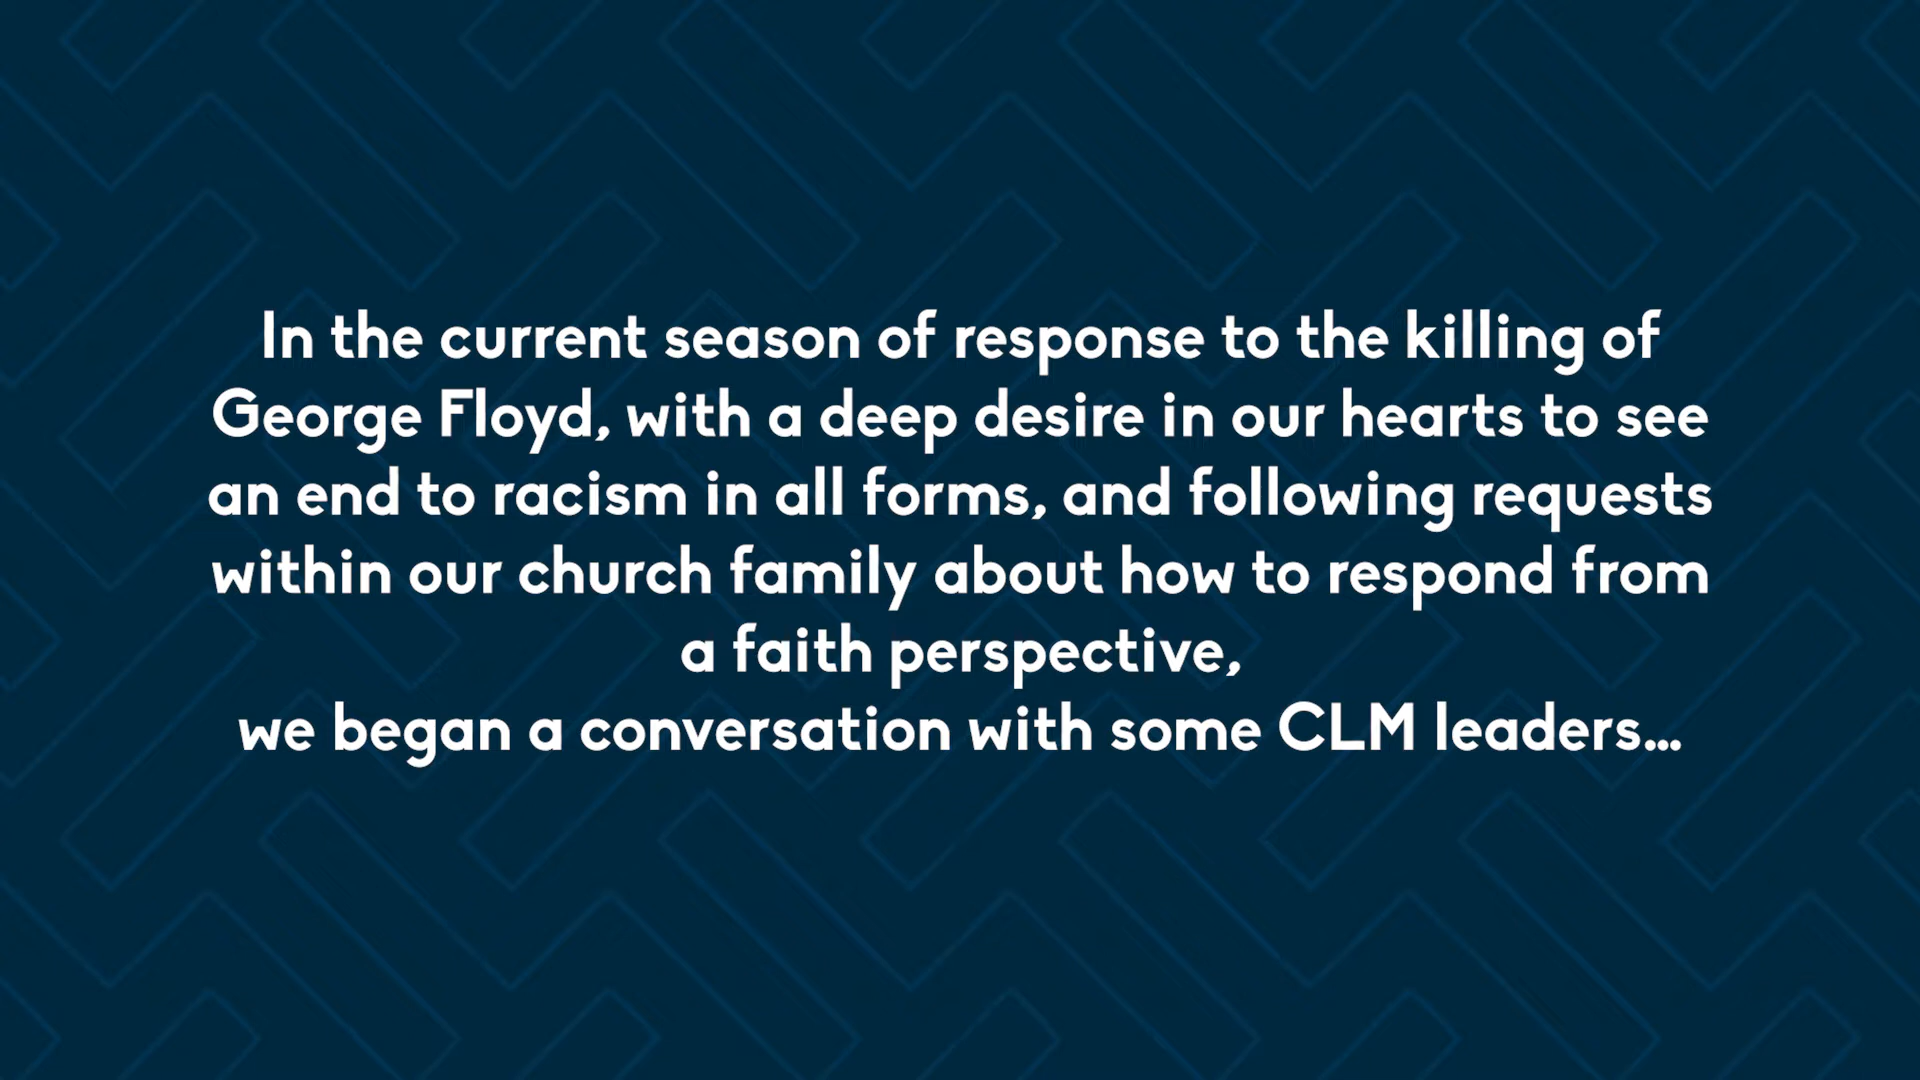 In the current season of response to the killing of
George Floyd, with a deep desire in our hearts to see
an end to racism in all forms, and following requests
within our church family about how to respond from
a faith perspective,
we began a conversation with some CLM leaders...